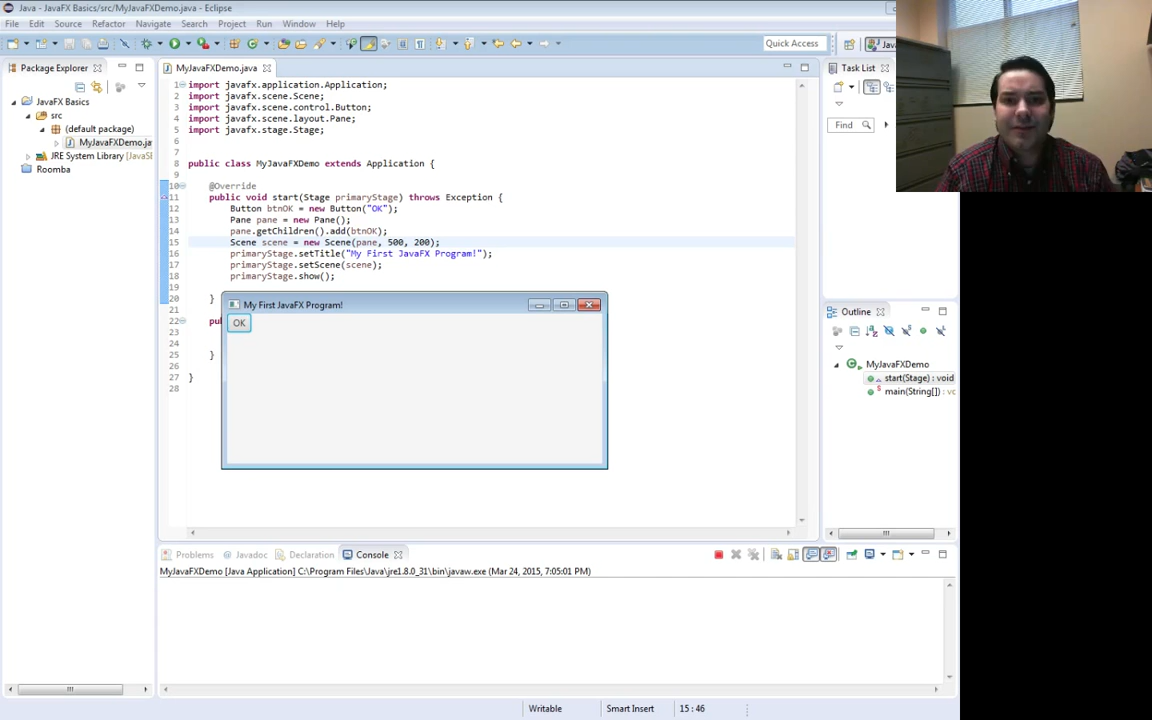 Java - JavaFX Basics/src/MyJavaFXDemo.java - Eclipse
File Edit Source Refactor Navigate Search Project Run Window Help
Quick Access
Package Explorer
JavaFX Basics
src
(default package)
MyJavaFXDemo.ja
JRE System Library [JavaSE
Roomba
MyJavaFXDemo.java
1 import javafx.application.Application;
2 import javafx.scene.Scene;
3 import javafx.scene.control.Button;
4 import javafx.scene.layout.Pane;
5 import javafx.stage.Stage;
6
7
8 public class MyJavaFXDemo extends Application {
9
10 @Override
11 public void start(Stage primaryStage) throws Exception {
12 Button btnOK = new Button("OK");
13 Pane pane = new Pane();
14 pane.getChildren().add(btnOK);
15 Scene scene = new Scene(pane, 500, 200);
16 primaryStage.setTitle("My First JavaFX Program!");
17 primaryStage.setScene(scene);
18 primaryStage.show();
19
20 }
21
22 pu
23
24
25 }
26
27 }
28
My First JavaFX Program!
OK
Task List
Find
Outline
MyJavaFXDemo
start(Stage) : void
main(String[]) : vo
Problems Javadoc Declaration Console
MyJavaFXDemo [Java Application] C:\Program Files\Java\jre1.8.0_31\bin\javaw.exe (Mar 24, 2015, 7:05:01 PM)
Writable Smart Insert 15 : 46